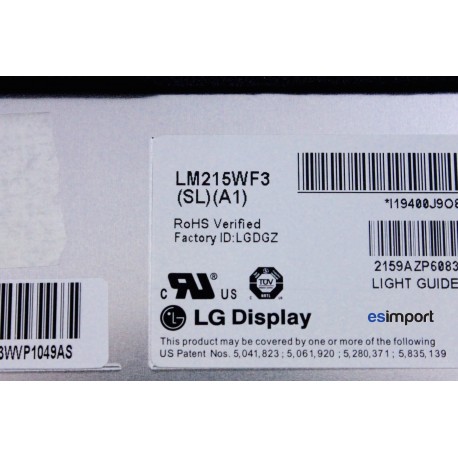 LM215WF3
(SL)(A1)
*I19400J9O8
RoHS Verified
Factory ID:LGDGZ
2159AZP6083
LIGHT GUIDE
c RU US
TÜV
LG Display
esimport
This product may be covered by one or more of the following
US Patent Nos. 5,041,823 ; 5,061,920 ; 5,280,371 ; 5,835,139
3WVP1049AS